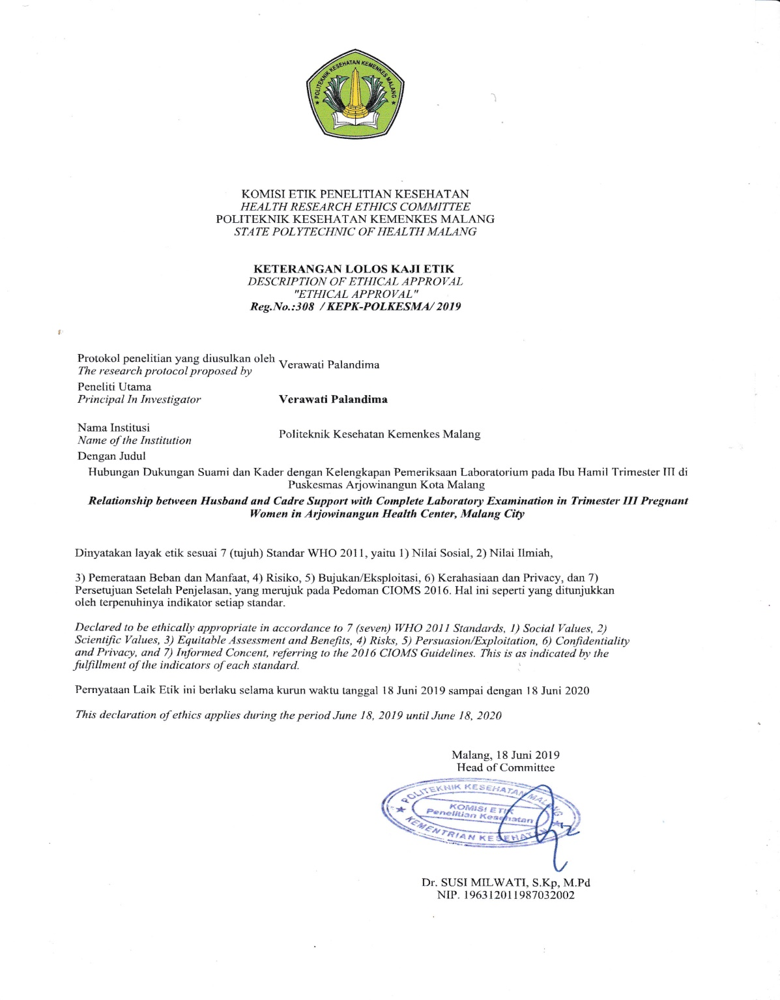 POLITEKNIK KESEHATAN KEMENKES MALANG
KOMISI ETIK PENELITIAN KESEHATAN
HEALTH RESEARCH ETHICS COMMITTEE
POLITEKNIK KESEHATAN KEMENKES MALANG
STATE POLYTECHNIC OF HEALTH MALANG
KETERANGAN LOLOS KAJI ETIK
DESCRIPTION OF ETHICAL APPROVAL
"ETHICAL APPROVAL"
Reg.No.:308 / KEPK-POLKESMA/ 2019
Protokol penelitian yang diusulkan oleh Verawati Palandima
The research protocol proposed by
Peneliti Utama
Principal In Investigator Verawati Palandima
Nama Institusi Politeknik Kesehatan Kemenkes Malang
Name of the Institution
Dengan Judul
Hubungan Dukungan Suami dan Kader dengan Kelengkapan Pemeriksaan Laboratorium pada Ibu Hamil Trimester III di
Puskesmas Arjowinangun Kota Malang
Relationship between Husband and Cadre Support with Complete Laboratory Examination in Trimester III Pregnant
Women in Arjowinangun Health Center, Malang City
Dinyatakan layak etik sesuai 7 (tujuh) Standar WHO 2011, yaitu 1) Nilai Sosial, 2) Nilai Ilmiah,
3) Pemerataan Beban dan Manfaat, 4) Risiko, 5) Bujukan/Eksploitasi, 6) Kerahasiaan dan Privacy, dan 7)
Persetujuan Setelah Penjelasan, yang merujuk pada Pedoman CIOMS 2016. Hal ini seperti yang ditunjukkan
oleh terpenuhinya indikator setiap standar.
Declared to be ethically appropriate in accordance to 7 (seven) WHO 2011 Standards, 1) Social Values, 2)
Scientific Values, 3) Equitable Assessment and Benefits, 4) Risks, 5) Persuasion/Exploitation, 6) Confidentiality
and Privacy, and 7) Informed Concent, referring to the 2016 CIOMS Guidelines. This is as indicated by the
fulfillment of the indicators of each standard.
Pernyataan Laik Etik ini berlaku selama kurun waktu tanggal 18 Juni 2019 sampai dengan 18 Juni 2020
This declaration of ethics applies during the period June 18, 2019 until June 18, 2020
Malang, 18 Juni 2019
Head of Committee
POLITEKNIK KESEHATAN MALANG
KOMISI ETIK
Penelitian Kesehatan
KEMENTRIAN KESEHATAN
Dr. SUSI MILWATI, S.Kp, M.Pd
NIP. 196312011987032002